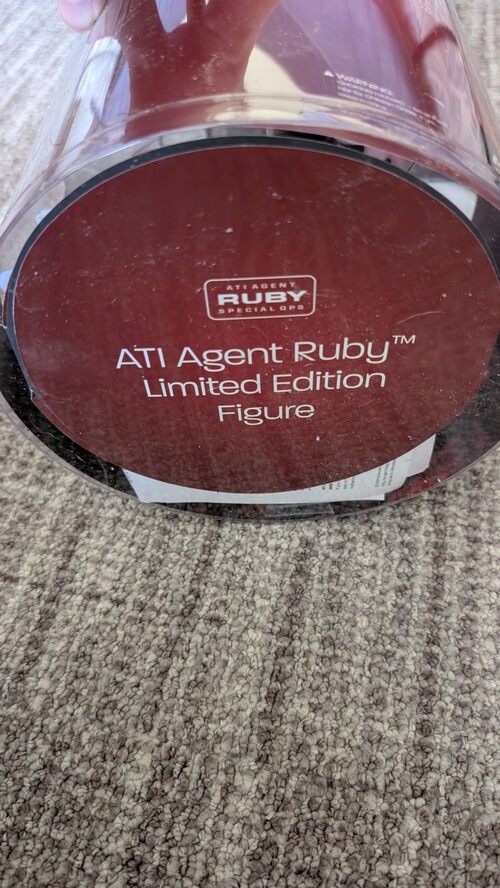 WARNING:
ATI AGENT
RUBY
SPECIAL OPS
ATI Agent Ruby™
Limited Edition
Figure